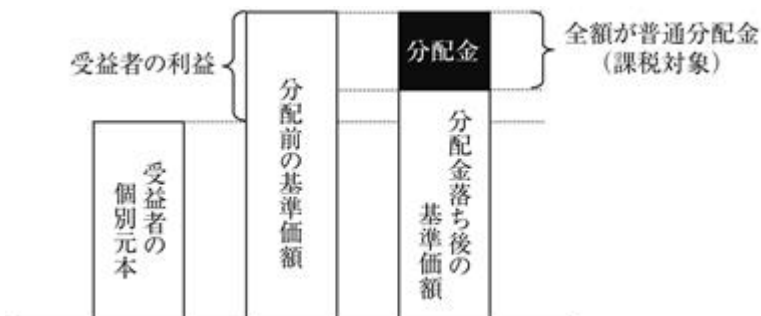 受益者の利益
分配金
全額が普通分配金
(課税対象)
受益者の
個別元本
分配前の基準価額
分配金落ち後の
基準価額